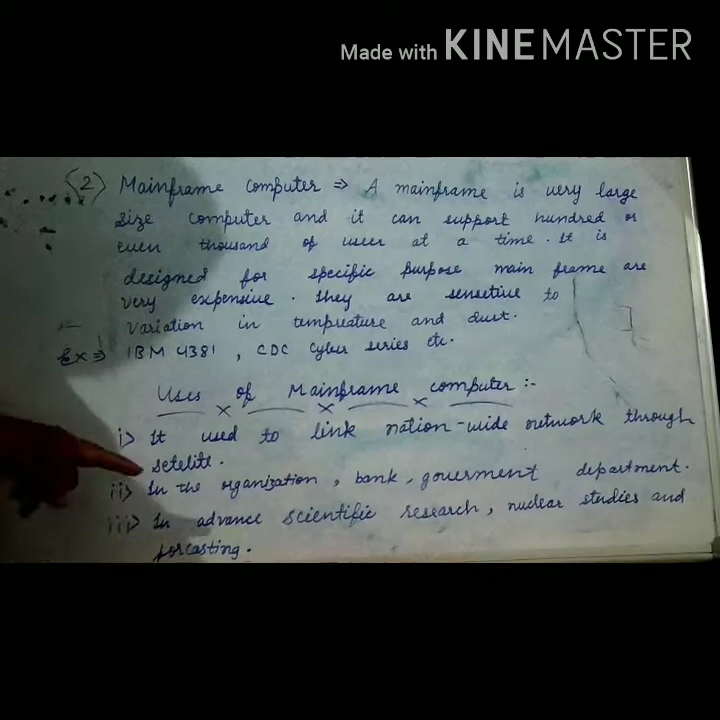 Made with KINEMASTER
(2) Mainframe computer ⇒ A mainframe is very large
size computer and it can support hundred or
even thousand of user at a time. It is
designed for specific purpose main frame are
very expensive. they are sensetive to
variation in tempreature and dust.
Ex ⇒ IBM 4381, CDC Cyber series etc.
Uses of Mainframe computer :-
i> It used to link nation-wide network through
setelite.
ii> In the organization, bank, gouerment department.
iii> In advance scientific research, nuclear studies and
forcasting.